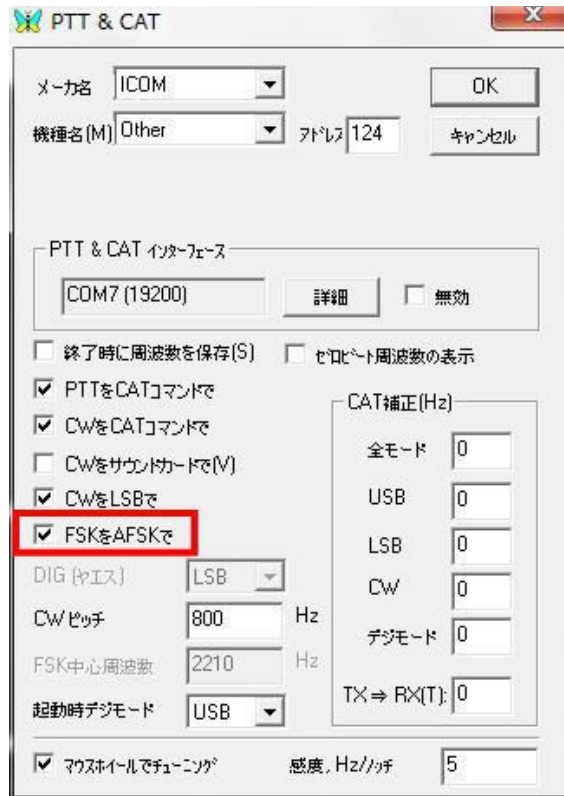 PTT & CAT
メーカ名 ICOM OK
機種名(M) Other アドレス 124 キャンセル
PTT & CAT インターフェース
COM7 (19200) 詳細 無効
終了時に周波数を保存(S) ゼロビート周波数の表示
PTTをCATコマンドで
CWをCATコマンドで
CWをサウンドカードで(V)
CWをLSBで
FSKをAFSKで
DIG (ヤエス) LSB
CW ピッチ 800 Hz
FSK中心周波数 2210 Hz
起動時デジモード USB
CAT補正(Hz)
全モード 0
USB 0
LSB 0
CW 0
デジモード 0
TX ⇒ RX(T): 0
マウスホイールでチューニング 感度, Hz/ノッチ 5